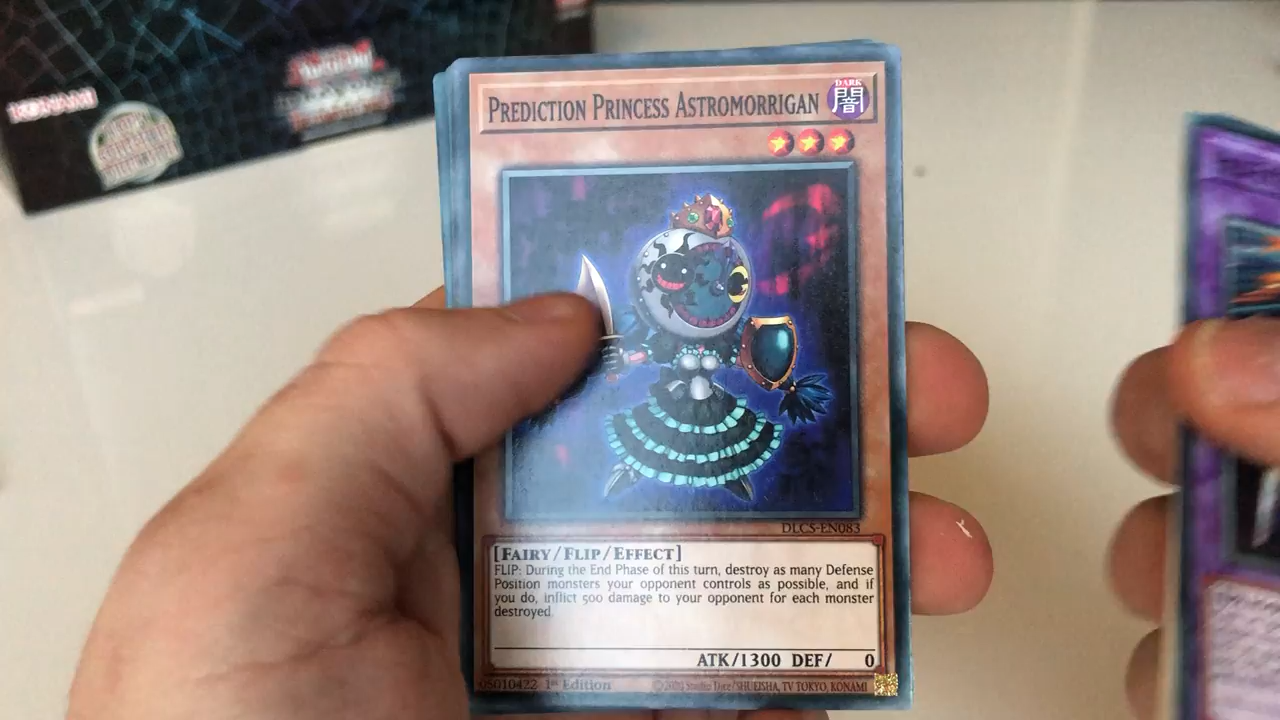 KONAMI
PREDICTION PRINCESS ASTROMORRIGAN
DARK
闇
DLCS-EN083
[FAIRY/FLIP/EFFECT]
FLIP: During the End Phase of this turn, destroy as many Defense
Position monsters your opponent controls as possible, and if
you do, inflict 500 damage to your opponent for each monster
destroyed.
ATK/1300 DEF/ 0
05010422 1st Edition ©2020 Studio Dice/SHUEISHA, TV TOKYO, KONAMI